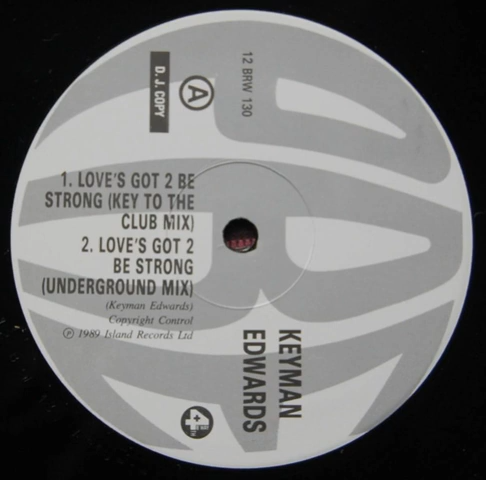 12 BRW 130
A
D.J. COPY
1. LOVE'S GOT 2 BE
STRONG (KEY TO THE
CLUB MIX)
2. LOVE'S GOT 2
BE STRONG
(UNDERGROUND MIX)
(Keyman Edwards)
Copyright Control
℗ 1989 Island Records Ltd
KEYMAN
EDWARDS
4